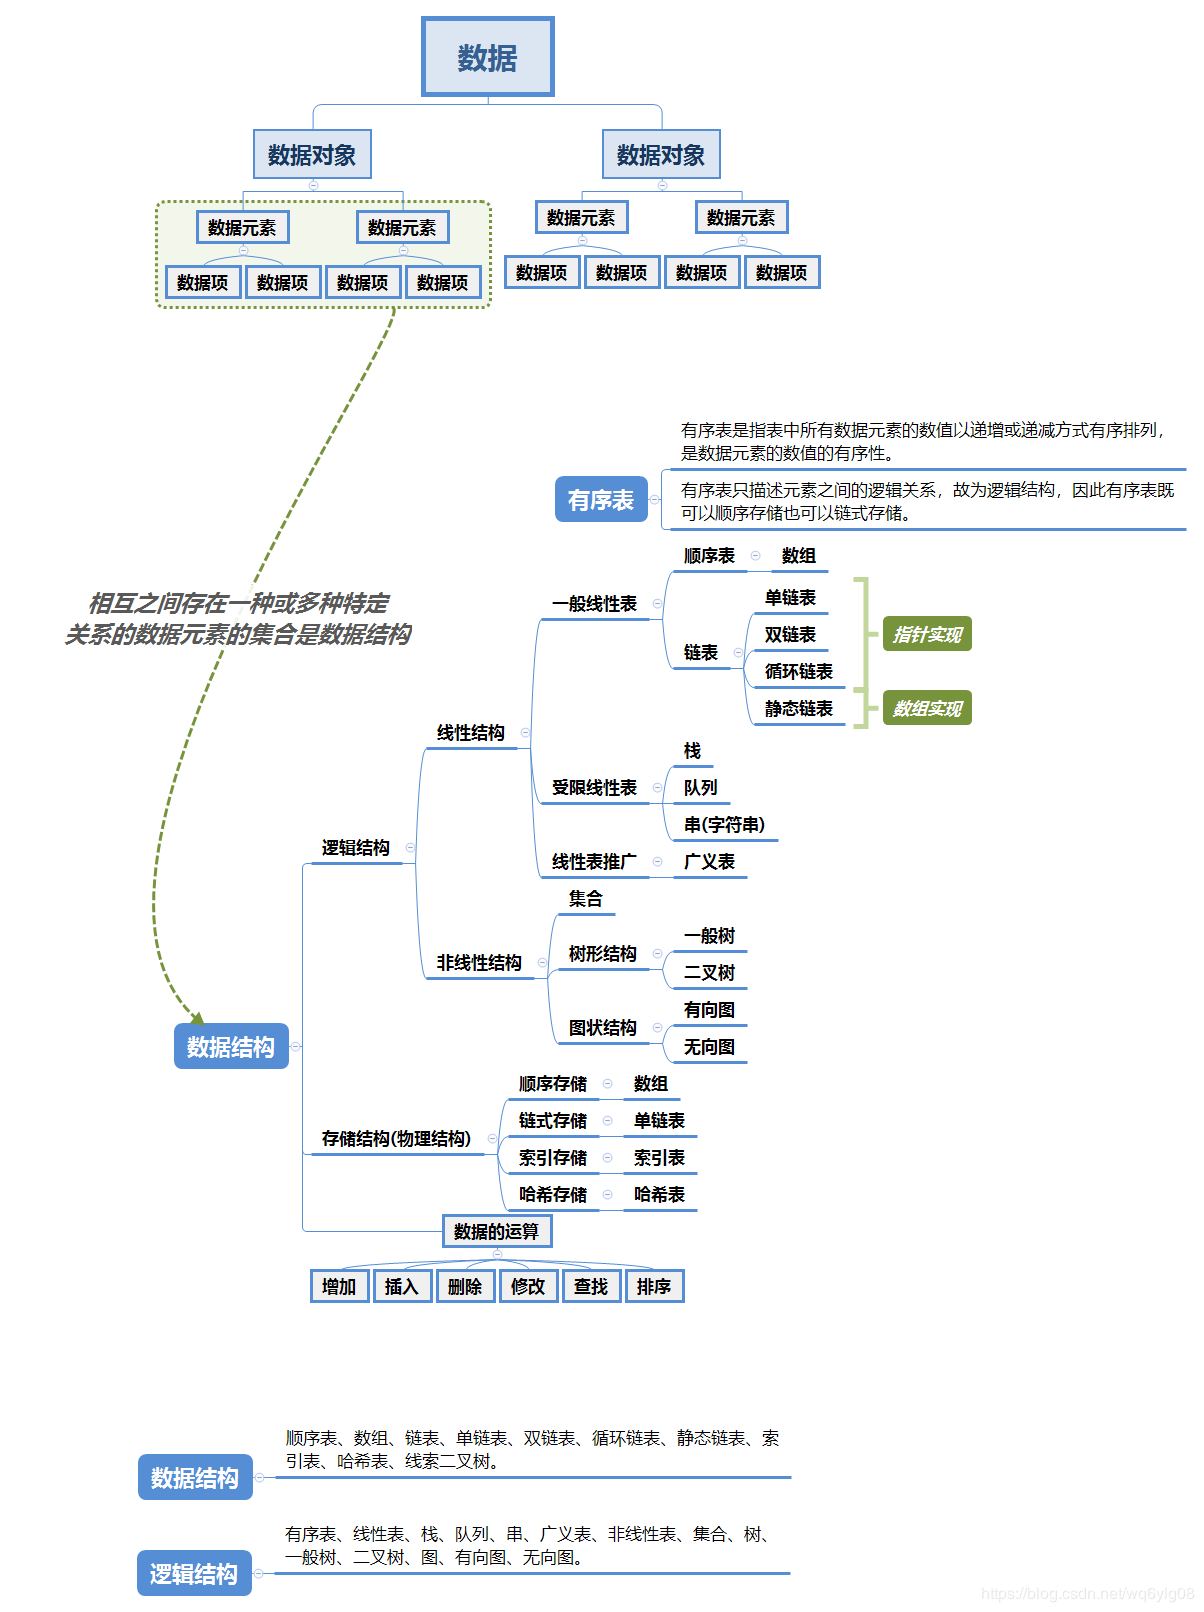 数据
数据对象
数据对象
数据元素
数据元素
数据元素
数据元素
数据项
数据项
数据项
数据项
数据项
数据项
数据项
数据项
有序表是指表中所有数据元素的数值以递增或递减方式有序排列，
是数据元素的数值的有序性。
有序表
有序表只描述元素之间的逻辑关系，故为逻辑结构，因此有序表既
可以顺序存储也可以链式存储。
相互之间存在一种或多种特定
关系的数据元素的集合是数据结构
顺序表
数组
一般线性表
单链表
双链表
链表
循环链表
静态链表
指针实现
数组实现
线性结构
栈
受限线性表
队列
串(字符串)
逻辑结构
线性表推广
广义表
集合
一般树
树形结构
二叉树
非线性结构
有向图
图状结构
无向图
数据结构
顺序存储
数组
链式存储
单链表
存储结构(物理结构)
索引存储
索引表
哈希存储
哈希表
数据的运算
增加
插入
删除
修改
查找
排序
顺序表、数组、链表、单链表、双链表、循环链表、静态链表、索
引表、哈希表、线索二叉树。
数据结构
有序表、线性表、栈、队列、串、广义表、非线性表、集合、树、
一般树、二叉树、图、有向图、无向图。
逻辑结构
https://blog.csdn.net/wq6ylg08